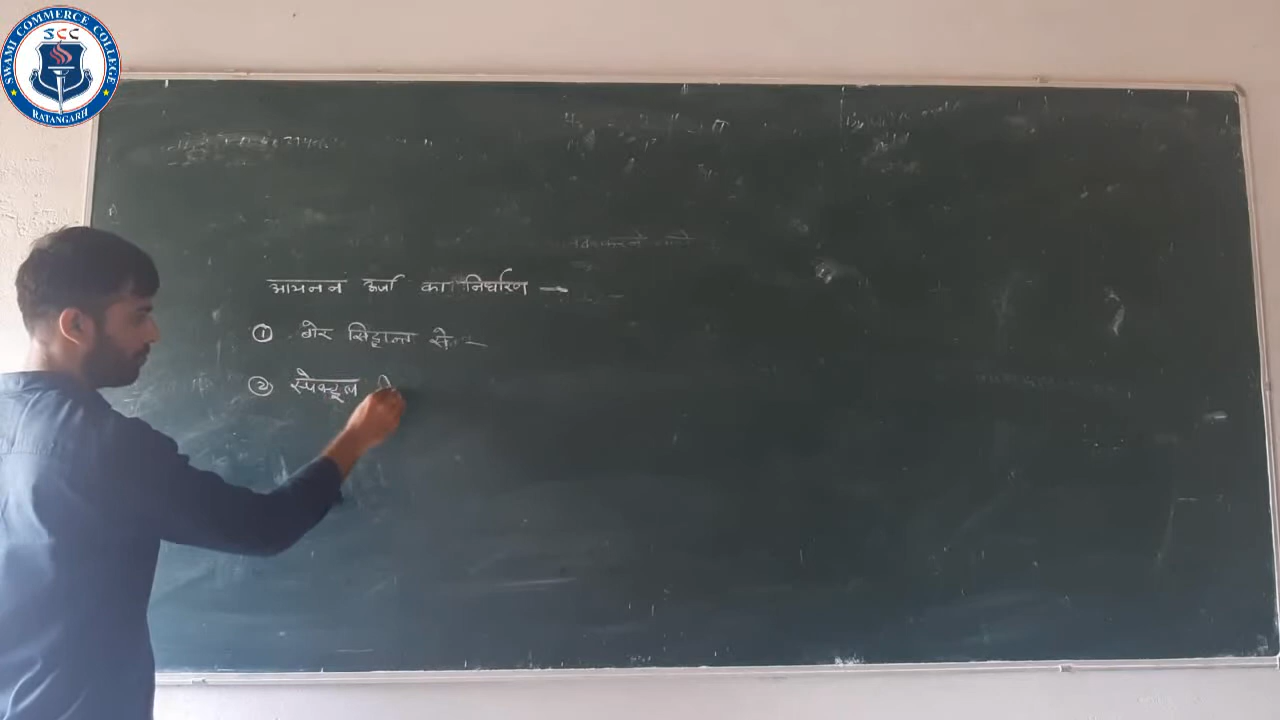 SWAMI COMMERCE COLLEGE
SCC
RATANGARH
आयनन ऊर्जा का निर्धारण →
① बोर सिद्धान्त से -
② स्पेक्ट्रल